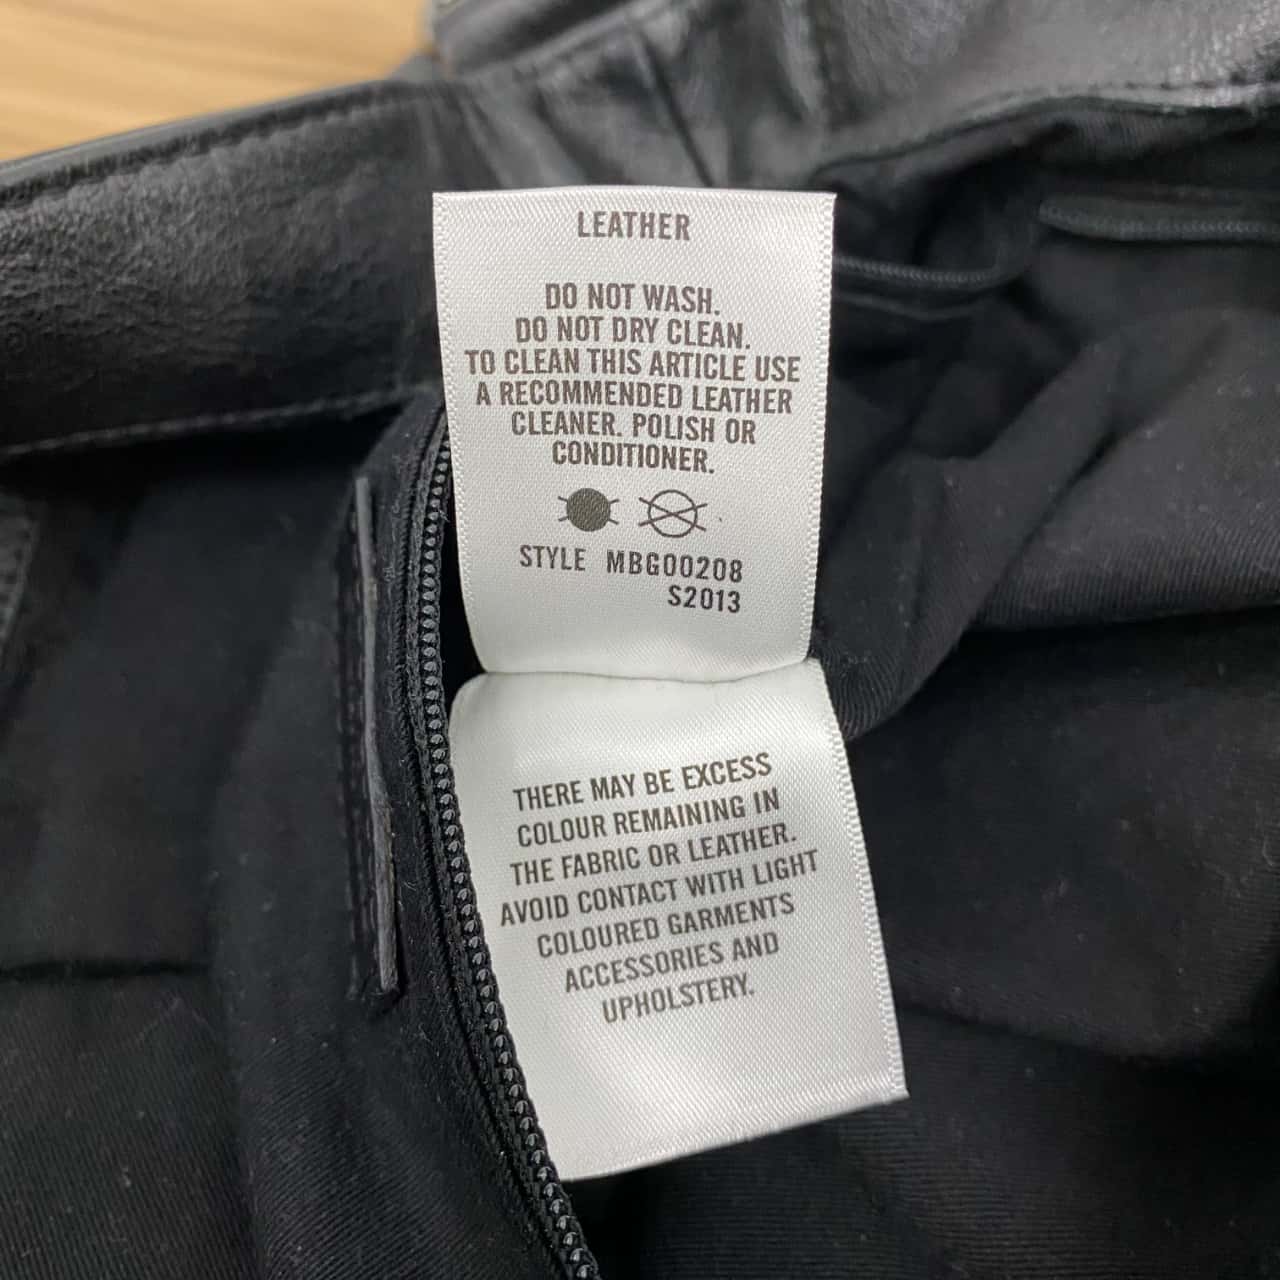 LEATHER
DO NOT WASH.
DO NOT DRY CLEAN.
TO CLEAN THIS ARTICLE USE
A RECOMMENDED LEATHER
CLEANER. POLISH OR
CONDITIONER.
STYLE MBG00208
S2013
THERE MAY BE EXCESS
COLOUR REMAINING IN
THE FABRIC OR LEATHER.
AVOID CONTACT WITH LIGHT
COLOURED GARMENTS
ACCESSORIES AND
UPHOLSTERY.